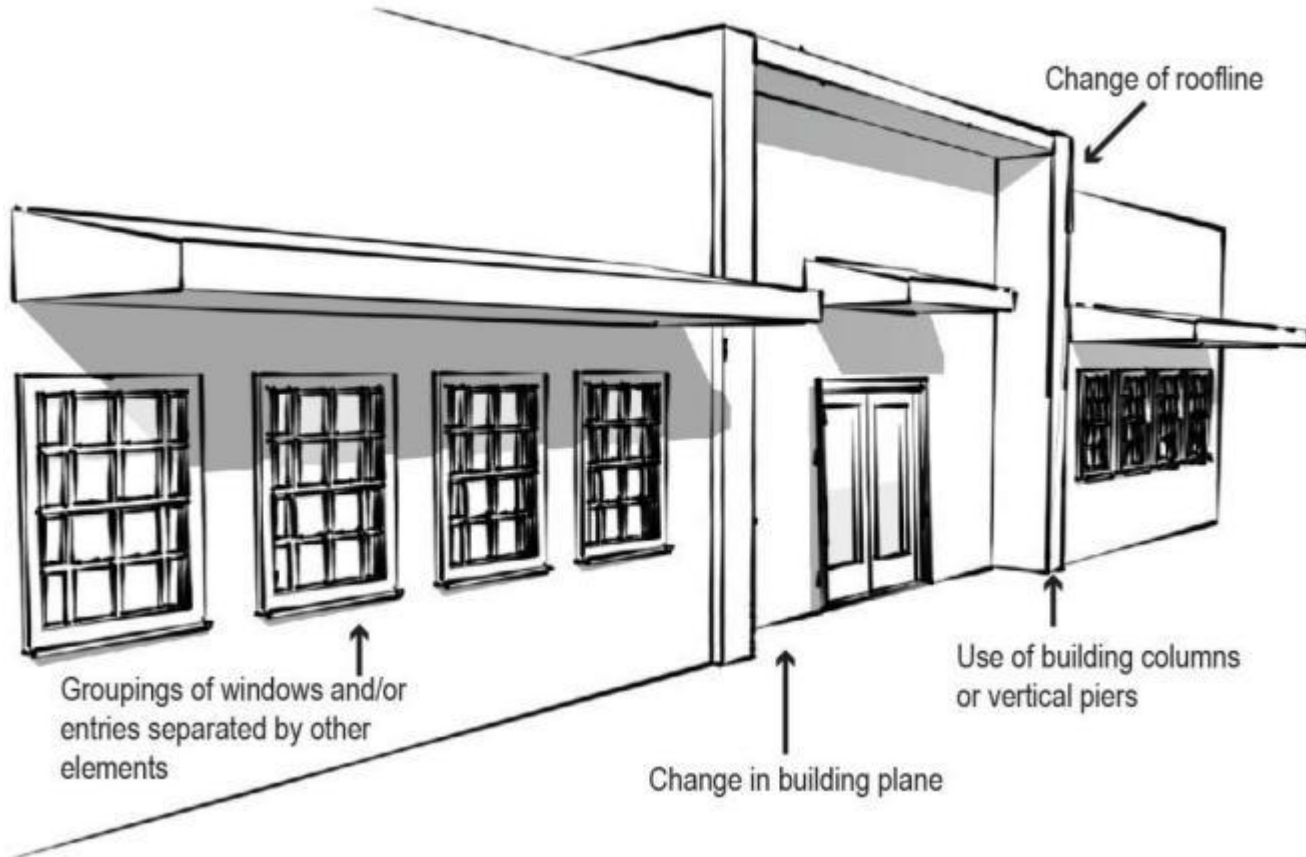 Change of roofline
Groupings of windows and/or
entries separated by other
elements
Use of building columns
or vertical piers
Change in building plane